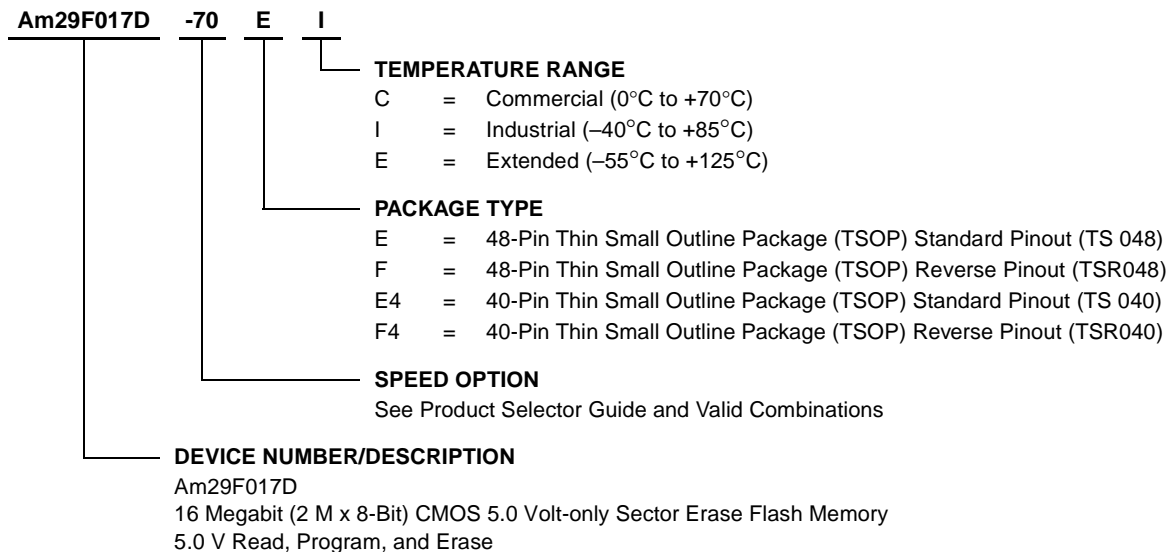 Am29F017D -70 E I
TEMPERATURE RANGE
C = Commercial (0°C to +70°C)
I = Industrial (–40°C to +85°C)
E = Extended (–55°C to +125°C)
PACKAGE TYPE
E = 48-Pin Thin Small Outline Package (TSOP) Standard Pinout (TS 048)
F = 48-Pin Thin Small Outline Package (TSOP) Reverse Pinout (TSR048)
E4 = 40-Pin Thin Small Outline Package (TSOP) Standard Pinout (TS 040)
F4 = 40-Pin Thin Small Outline Package (TSOP) Reverse Pinout (TSR040)
SPEED OPTION
See Product Selector Guide and Valid Combinations
DEVICE NUMBER/DESCRIPTION
Am29F017D
16 Megabit (2 M x 8-Bit) CMOS 5.0 Volt-only Sector Erase Flash Memory
5.0 V Read, Program, and Erase